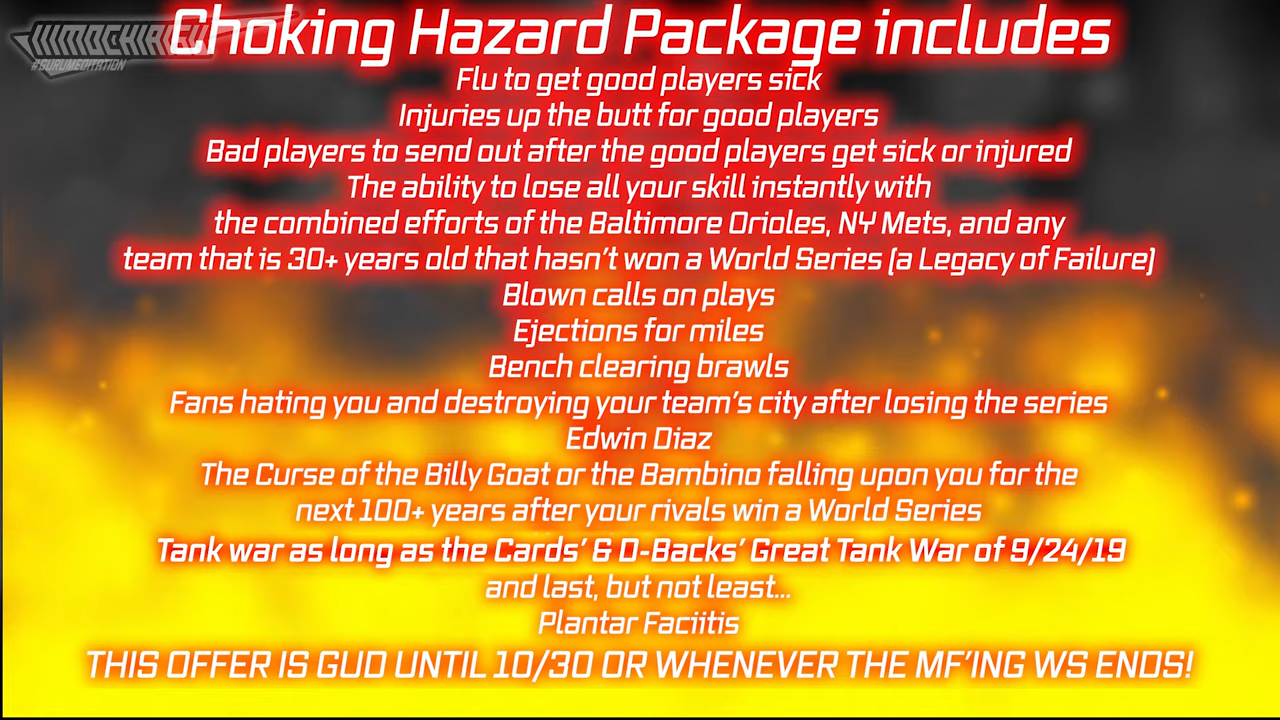 Choking Hazard Package includes
#GURUMEDITATION
Flu to get good players sick
Injuries up the butt for good players
Bad players to send out after the good players get sick or injured
The ability to lose all your skill instantly with
the combined efforts of the Baltimore Orioles, NY Mets, and any
team that is 30+ years old that hasn't won a World Series (a Legacy of Failure)
Blown calls on plays
Ejections for miles
Bench clearing brawls
Fans hating you and destroying your team's city after losing the series
Edwin Diaz
The Curse of the Billy Goat or the Bambino falling upon you for the
next 100+ years after your rivals win a World Series
Tank war as long as the Cards' & D-Backs' Great Tank War of 9/24/19
and last, but not least...
Plantar Faciitis
THIS OFFER IS GUD UNTIL 10/30 OR WHENEVER THE MF'ING WS ENDS!